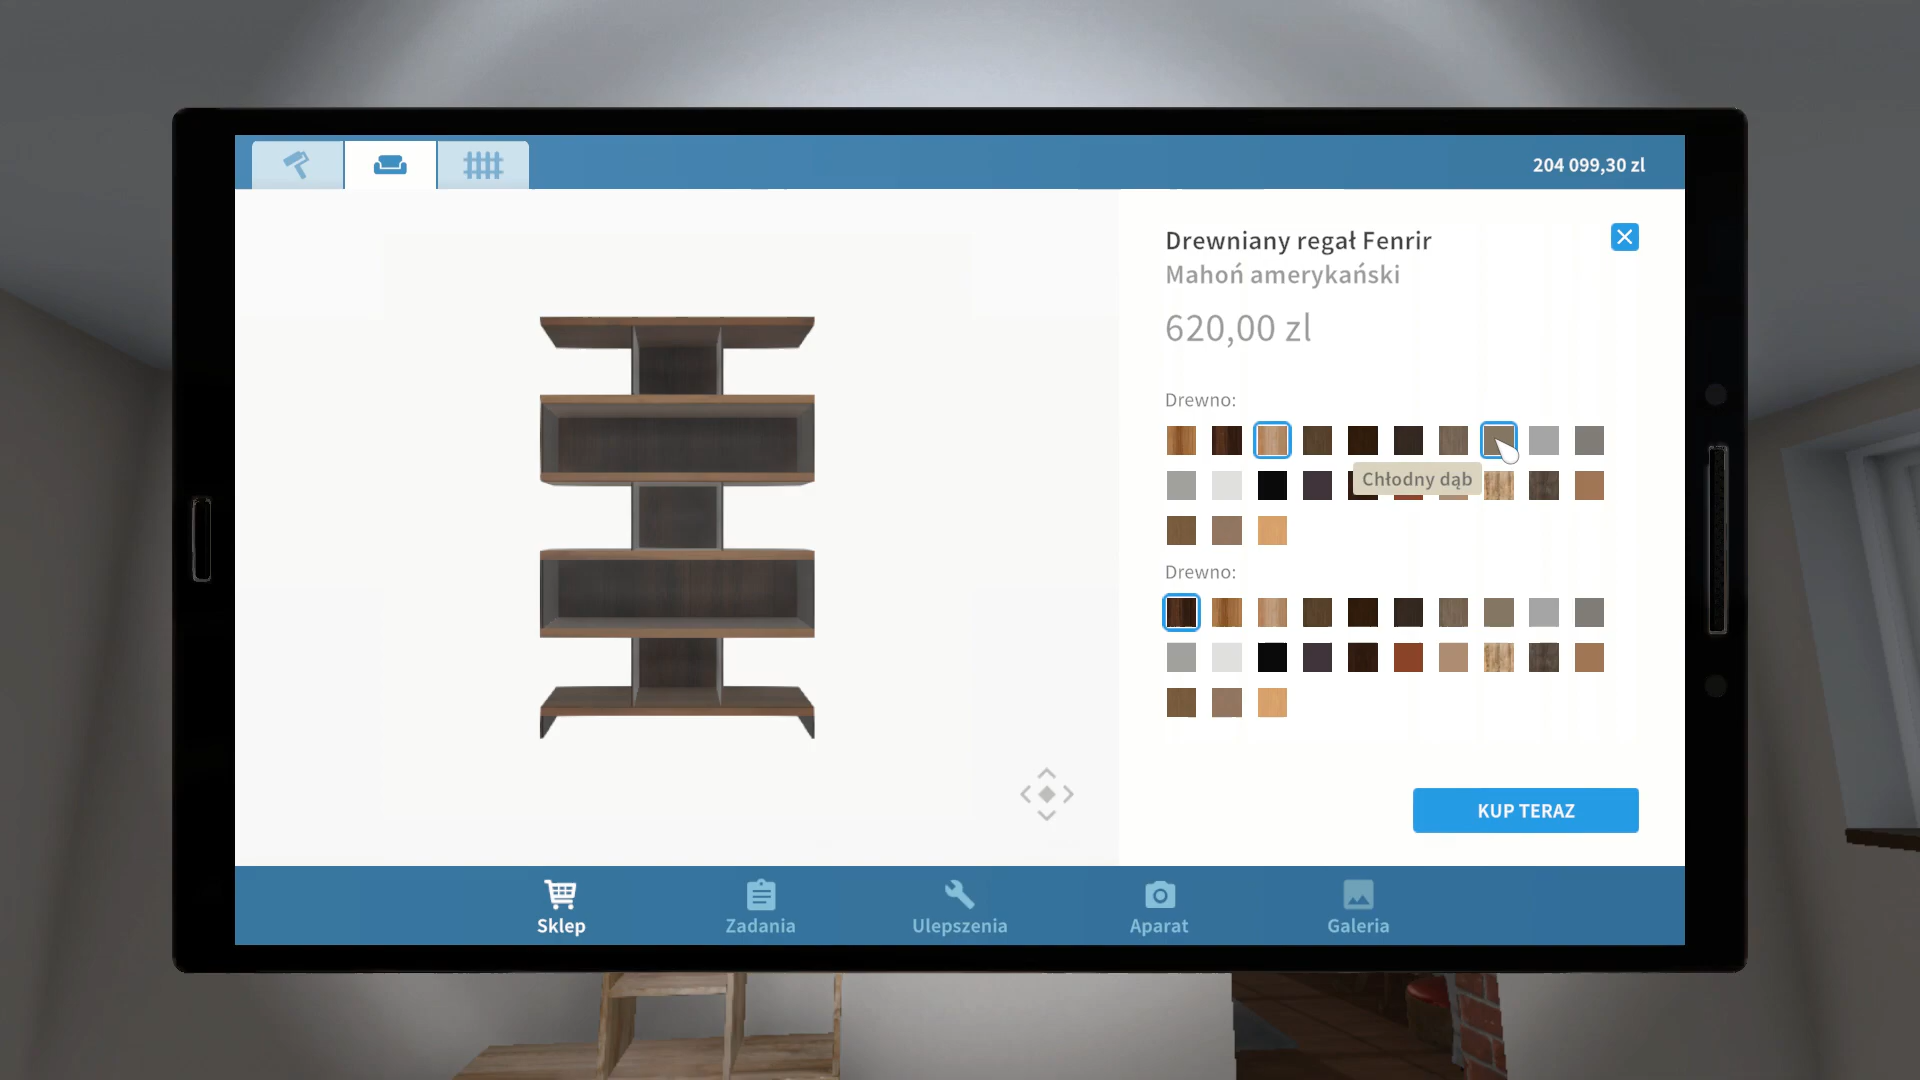 204 099,30 zl
Drewniany regał Fenrir
Mahoń amerykański
620,00 zl
Drewno:
Chłodny dąb
Drewno:
KUP TERAZ
Sklep
Zadania
Ulepszenia
Aparat
Galeria